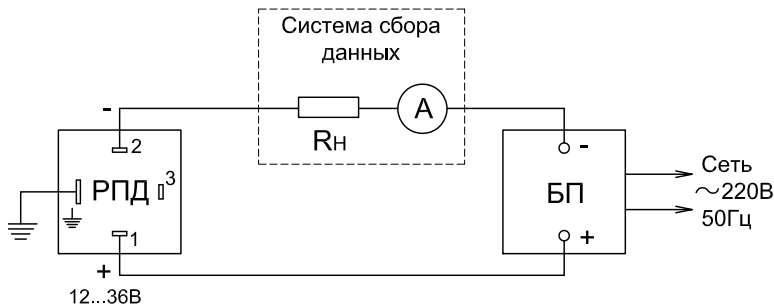 Система сбора
данных
A
Rн
-
2
РПД
3
1
+
12...36В
-
БП
+
Сеть
~220В
50Гц